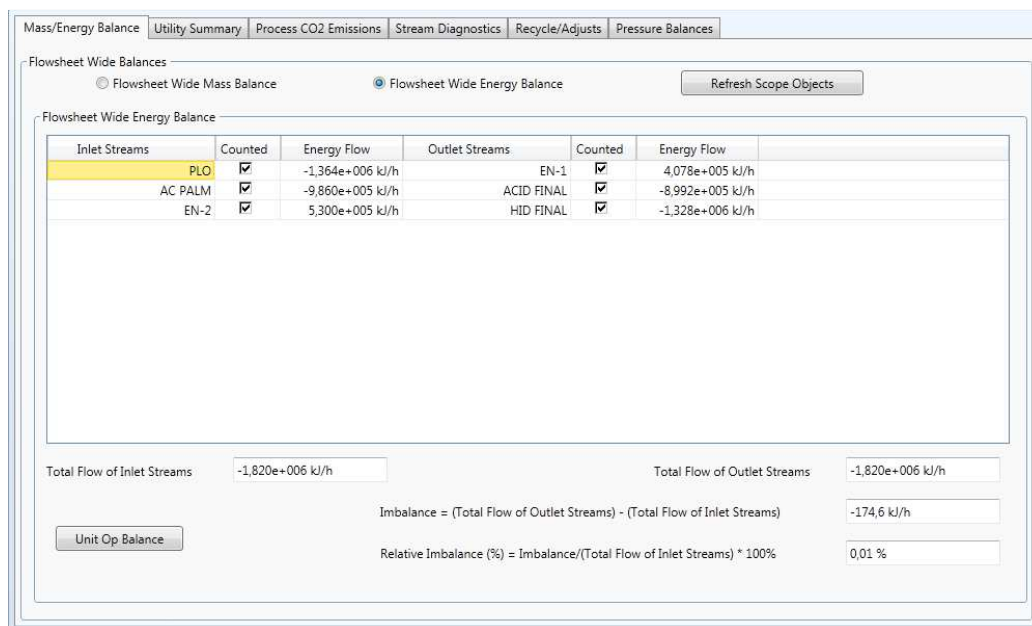 Mass/Energy Balance Utility Summary Process CO2 Emissions Stream Diagnostics Recycle/Adjusts Pressure Balances
Flowsheet Wide Balances
Flowsheet Wide Mass Balance Flowsheet Wide Energy Balance Refresh Scope Objects
Flowsheet Wide Energy Balance
Inlet Streams Counted Energy Flow Outlet Streams Counted Energy Flow
PLO -1,364e+006 kJ/h EN-1 4,078e+005 kJ/h
AC PALM -9,860e+005 kJ/h ACID FINAL -8,992e+005 kJ/h
EN-2 5,300e+005 kJ/h HID FINAL -1,328e+006 kJ/h
Total Flow of Inlet Streams -1,820e+006 kJ/h Total Flow of Outlet Streams -1,820e+006 kJ/h
Imbalance = (Total Flow of Outlet Streams) - (Total Flow of Inlet Streams) -174,6 kJ/h
Unit Op Balance
Relative Imbalance (%) = Imbalance/(Total Flow of Inlet Streams) * 100% 0,01 %